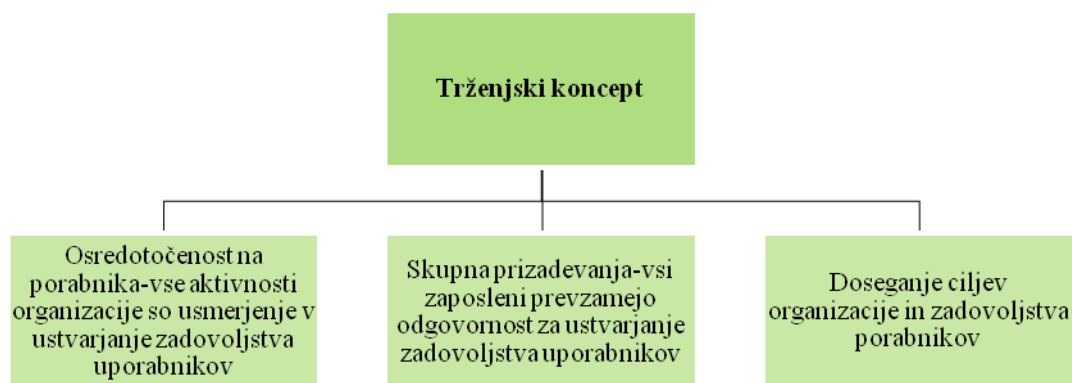 Trženjski koncept
Osredotočenost na
porabnika-vse aktivnosti
organizacije so usmerjenje v
ustvarjanje zadovoljstva
uporabnikov
Skupna prizadevanja-vsi
zaposleni prevzamejo
odgovornost za ustvarjanje
zadovoljstva uporabnikov
Doseganje ciljev
organizacije in zadovoljstva
porabnikov